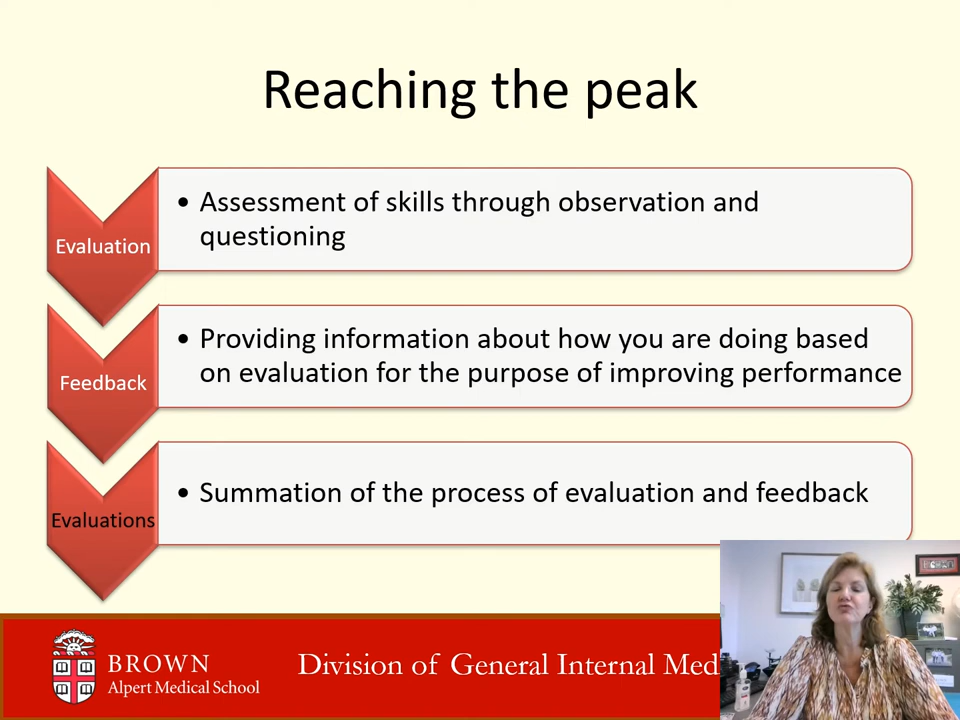 Reaching the peak
Evaluation
• Assessment of skills through observation and
questioning
Feedback
• Providing information about how you are doing based
on evaluation for the purpose of improving performance
Evaluations
• Summation of the process of evaluation and feedback
BROWN
Alpert Medical School
Division of General Internal Med